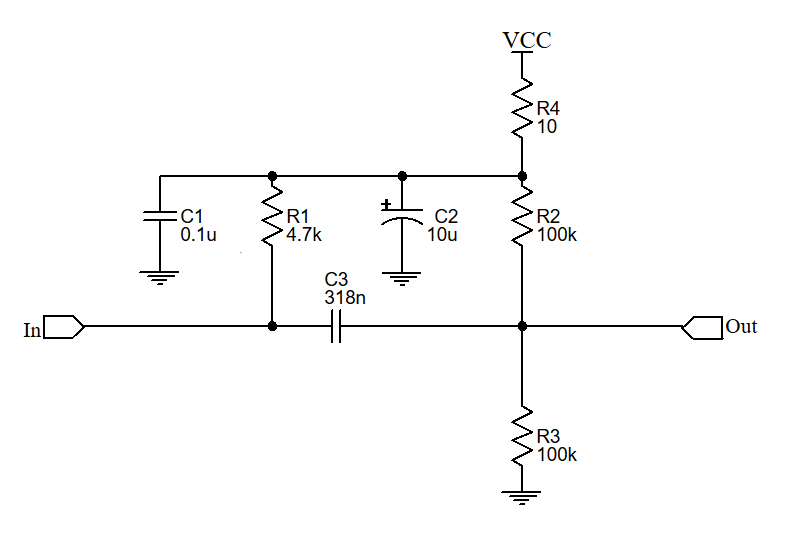 VCC
R4
10
C1
0.1u
R1
4.7k
+
C2
10u
R2
100k
C3
318n
In
Out
R3
100k